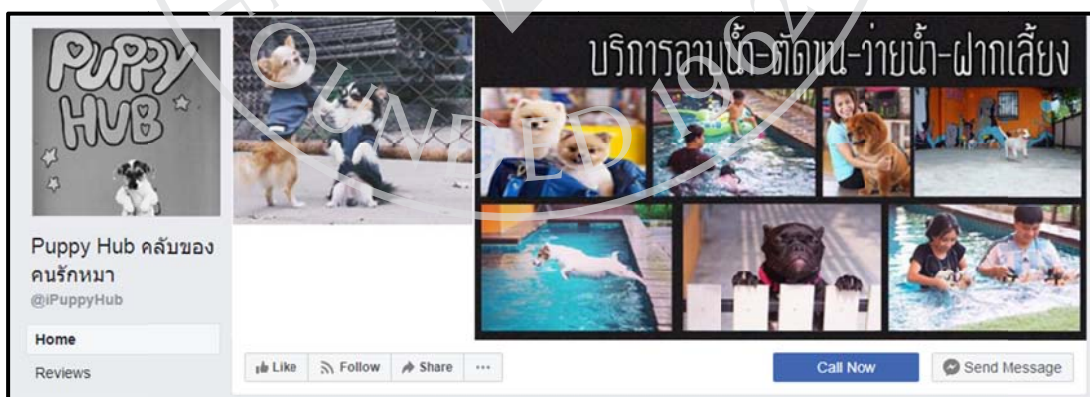 PUPPY
HUB
Puppy Hub คลับของ
คนรักหมา
@iPuppyHub
Home
Reviews
บริการอาบน้ำ-ตัดขน-ว่ายน้ำ-ฝากเลี้ยง
Like Follow Share ...
Call Now
Send Message
FOUNDED 1962